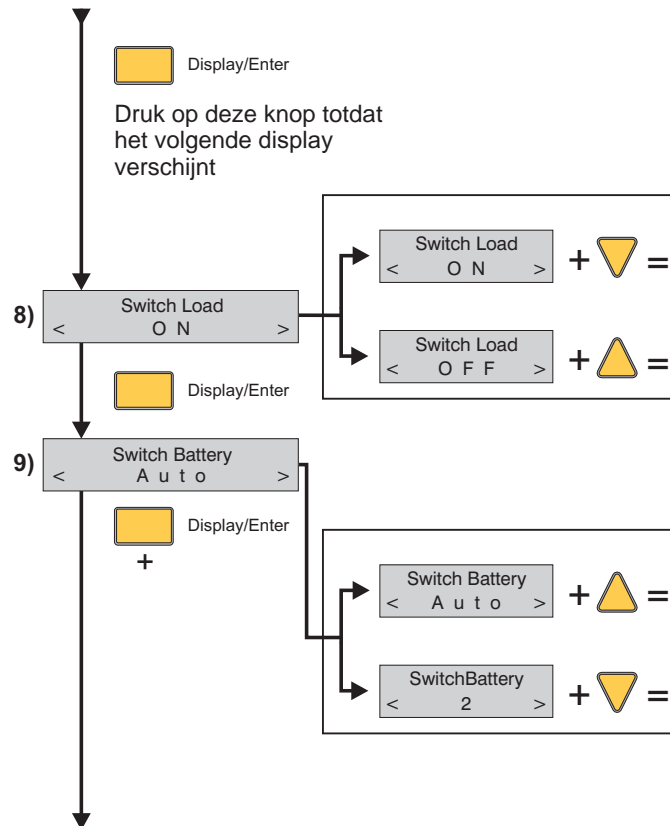 Display/Enter
Druk op deze knop totdat
het volgende display
verschijnt
8)
Switch Load
< O N >
Switch Load
< O N >
+ =
Switch Load
< O F F >
+ =
Display/Enter
9)
Switch Battery
< A u t o >
Display/Enter
+
Switch Battery
< A u t o >
+ =
SwitchBattery
< 2 >
+ =